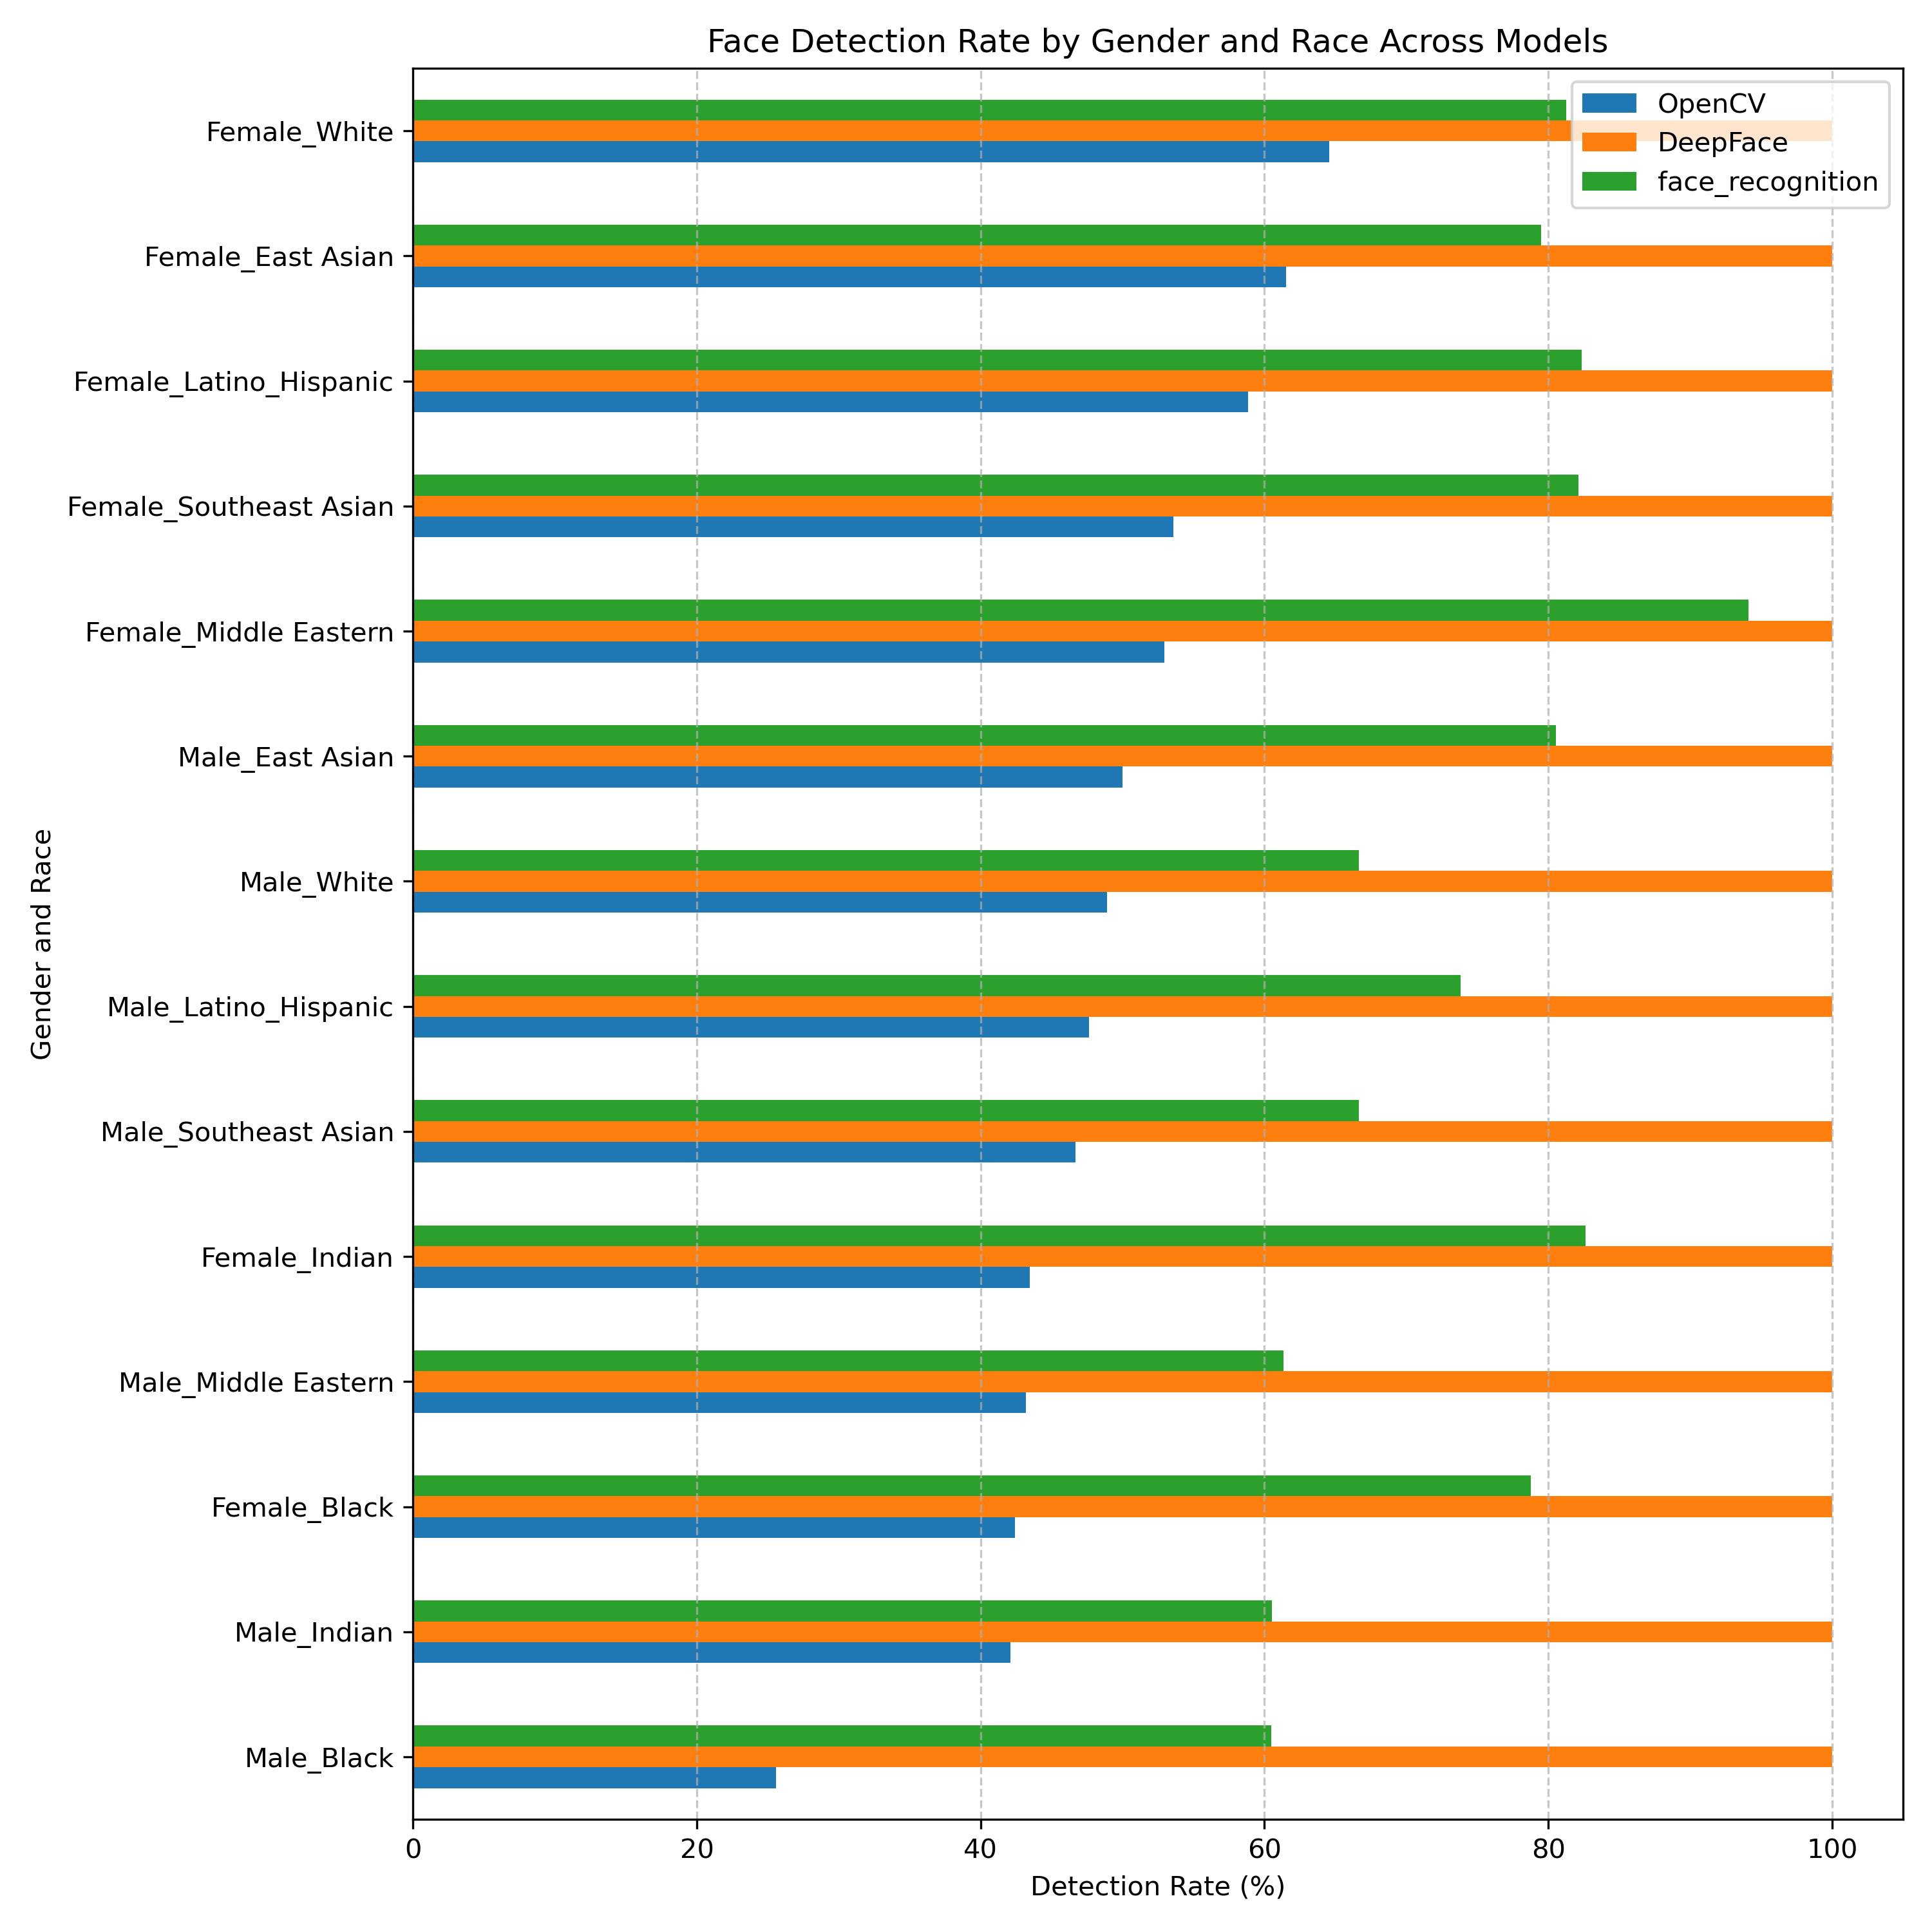 Face Detection Rate by Gender and Race Across Models
OpenCV
DeepFace
face_recognition
Female_White
Female_East Asian
Female_Latino_Hispanic
Female_Southeast Asian
Female_Middle Eastern
Male_East Asian
Male_White
Male_Latino_Hispanic
Male_Southeast Asian
Female_Indian
Male_Middle Eastern
Female_Black
Male_Indian
Male_Black
Gender and Race
0 20 40 60 80 100
Detection Rate (%)